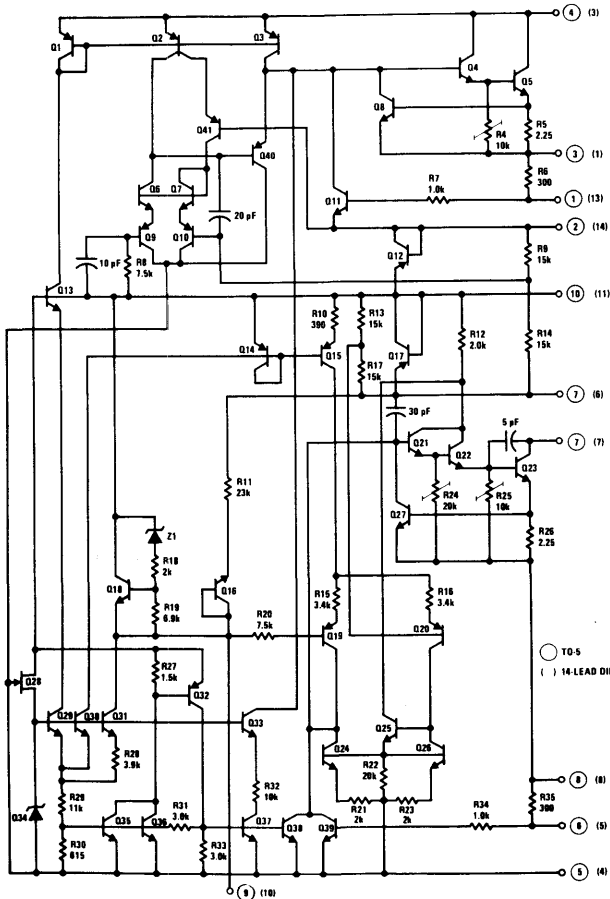 4 (3)
Q1
Q2
Q3
Q4
Q5
Q8
R4
10k
R5
2.25
Q41
Q40
3 (1)
R6
300
R7
1.0k
1 (13)
Q6
Q7
Q11
20 pF
2 (14)
Q9
Q10
Q12
R9
15k
10 pF
R8
7.5k
Q13
10 (11)
R10
390
R13
15k
R12
2.0k
R14
15k
Q14
Q15
R17
15k
Q17
7 (6)
30 pF
5 pF
7 (7)
Q21
Q22
Q23
R11
23k
R24
20k
R25
10k
Q27
R26
2.25
Z1
R18
2k
Q18
R19
6.9k
Q16
R15
3.4k
R16
3.4k
R20
7.5k
Q19
Q20
TO-5
( ) 14-LEAD DI
R27
1.5k
Q28
Q32
Q29
Q30
Q31
Q33
Q25
Q24
Q26
R28
3.9k
R22
20k
8 (8)
R32
10k
R21
2k
R23
2k
R35
300
R29
11k
R34
1.0k
6 (5)
Q34
R31
3.0k
Q35
Q36
Q37
Q38
Q39
R30
615
R33
3.0k
5 (4)
9 (10)